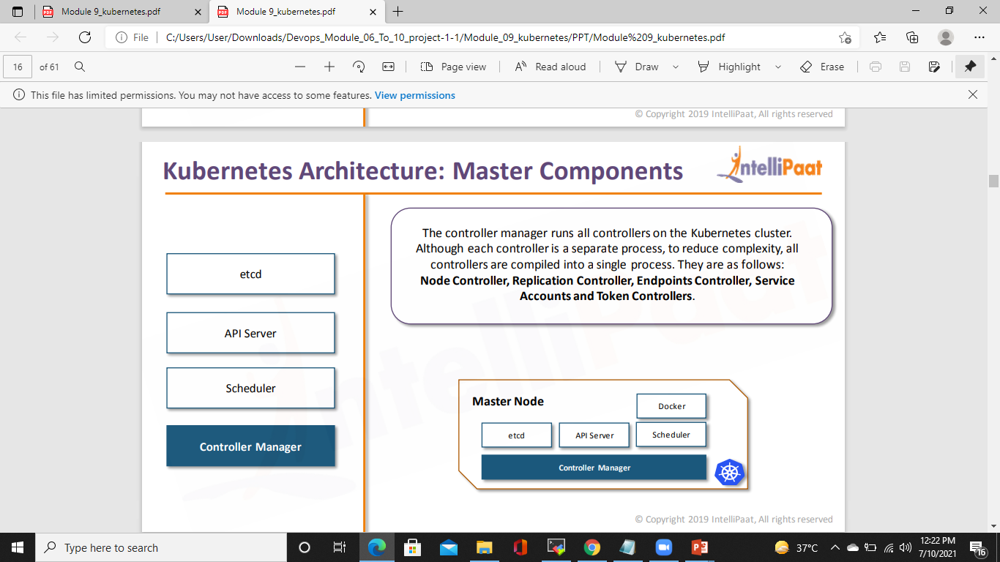 Module 9_kubernetes.pdf
Module 9_kubernetes.pdf
File
C:/Users/User/Downloads/Devops_Module_06_To_10_project-1-1/Module_09_kubernetes/PPT/Module%209_kubernetes.pdf
16 of 61
Page view
Read aloud
Draw
Highlight
Erase
This file has limited permissions. You may not have access to some features. View permissions
© Copyright 2019 IntelliPaat, All rights reserved
Kubernetes Architecture: Master Components
IntelliPaat
etcd
API Server
Scheduler
Controller Manager
The controller manager runs all controllers on the Kubernetes cluster.
Although each controller is a separate process, to reduce complexity, all
controllers are compiled into a single process. They are as follows:
Node Controller, Replication Controller, Endpoints Controller, Service
Accounts and Token Controllers.
Master Node
Docker
etcd
API Server
Scheduler
Controller Manager
IntelliPaat
© Copyright 2019 IntelliPaat, All rights reserved
Type here to search
37°C
12:22 PM
7/10/2021
16